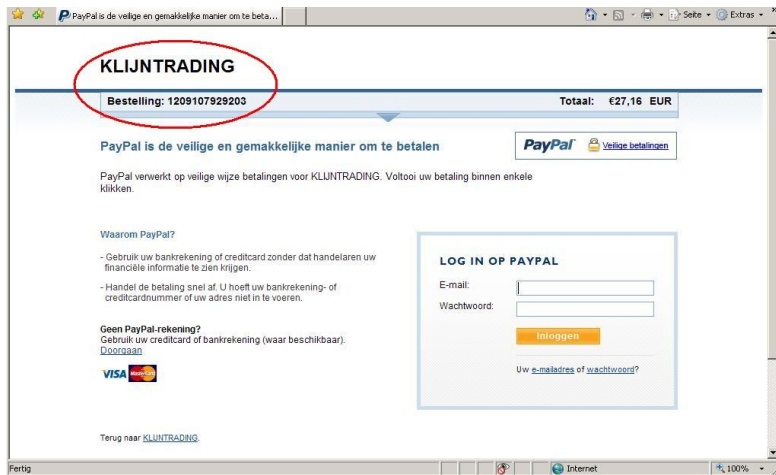 PayPal is de veilige en gemakkelijke manier om te beta...
Seite
Extras
KLIJNTRADING
Bestelling: 1209107929203
Totaal: €27,16 EUR
PayPal is de veilige en gemakkelijke manier om te betalen
PayPal
Veilige betalingen
PayPal verwerkt op veilige wijze betalingen voor KLIJNTRADING. Voltooi uw betaling binnen enkele
klikken.
Waarom PayPal?
- Gebruik uw bankrekening of creditcard zonder dat handelaren uw
financiële informatie te zien krijgen.
- Handel de betaling snel af. U hoeft uw bankrekening- of
creditcardnummer of uw adres niet in te voeren.
Geen PayPal-rekening?
Gebruik uw creditcard of bankrekening (waar beschikbaar).
Doorgaan
VISA MasterCard
LOG IN OP PAYPAL
E-mail:
Wachtwoord:
Inloggen
Uw e-mailadres of wachtwoord?
Terug naar KLIJNTRADING.
Fertig
Internet
100%